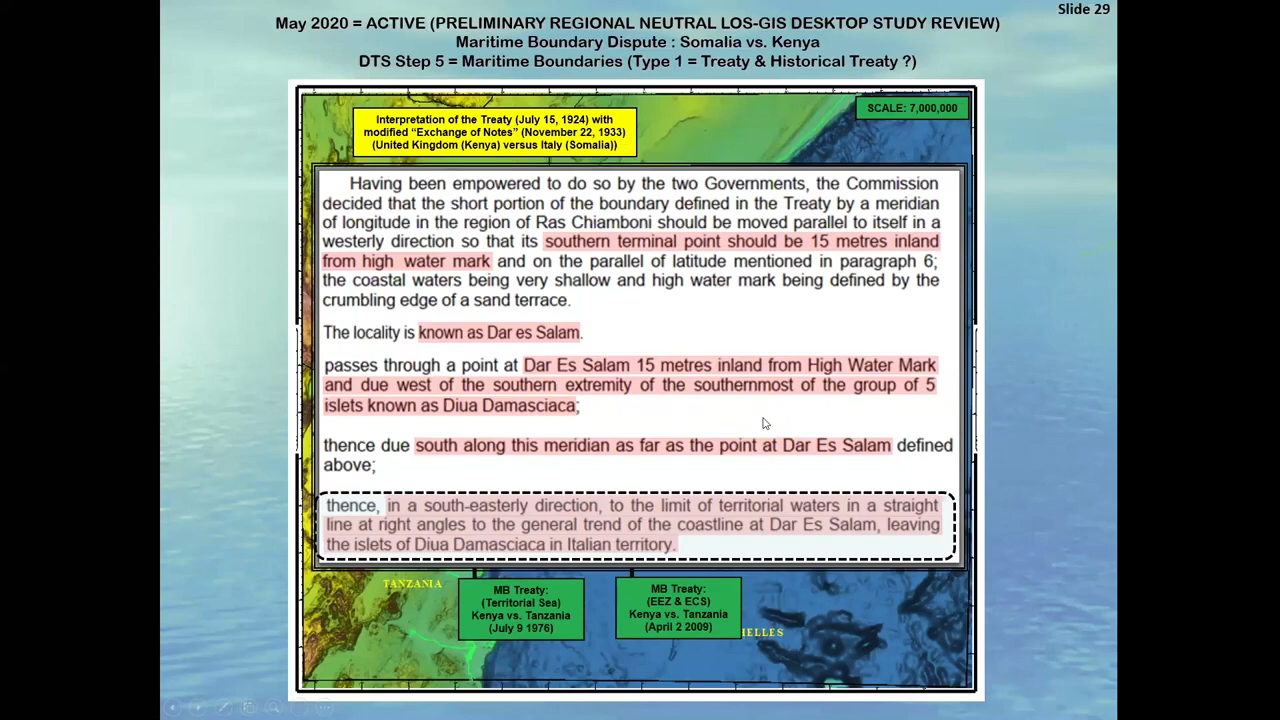 Slide 29
May 2020 = ACTIVE (PRELIMINARY REGIONAL NEUTRAL LOS-GIS DESKTOP STUDY REVIEW)
Maritime Boundary Dispute : Somalia vs. Kenya
DTS Step 5 = Maritime Boundaries (Type 1 = Treaty & Historical Treaty ?)
SCALE: 7,000,000
Interpretation of the Treaty (July 15, 1924) with
modified “Exchange of Notes” (November 22, 1933)
(United Kingdom (Kenya) versus Italy (Somalia))
Having been empowered to do so by the two Governments, the Commission
decided that the short portion of the boundary defined in the Treaty by a meridian
of longitude in the region of Ras Chiamboni should be moved parallel to itself in a
westerly direction so that its southern terminal point should be 15 metres inland
from high water mark and on the parallel of latitude mentioned in paragraph 6;
the coastal waters being very shallow and high water mark being defined by the
crumbling edge of a sand terrace.
The locality is known as Dar es Salam.
passes through a point at Dar Es Salam 15 metres inland from High Water Mark
and due west of the southern extremity of the southernmost of the group of 5
islets known as Diua Damasciaca;
thence due south along this meridian as far as the point at Dar Es Salam defined
above;
thence, in a south-easterly direction, to the limit of territorial waters in a straight
line at right angles to the general trend of the coastline at Dar Es Salam, leaving
the islets of Diua Damasciaca in Italian territory.
TANZANIA
MB Treaty:
(Territorial Sea)
Kenya vs. Tanzania
(July 9 1976)
MB Treaty:
(EEZ & ECS)
Kenya vs. Tanzania
(April 2 2009)
HELLES